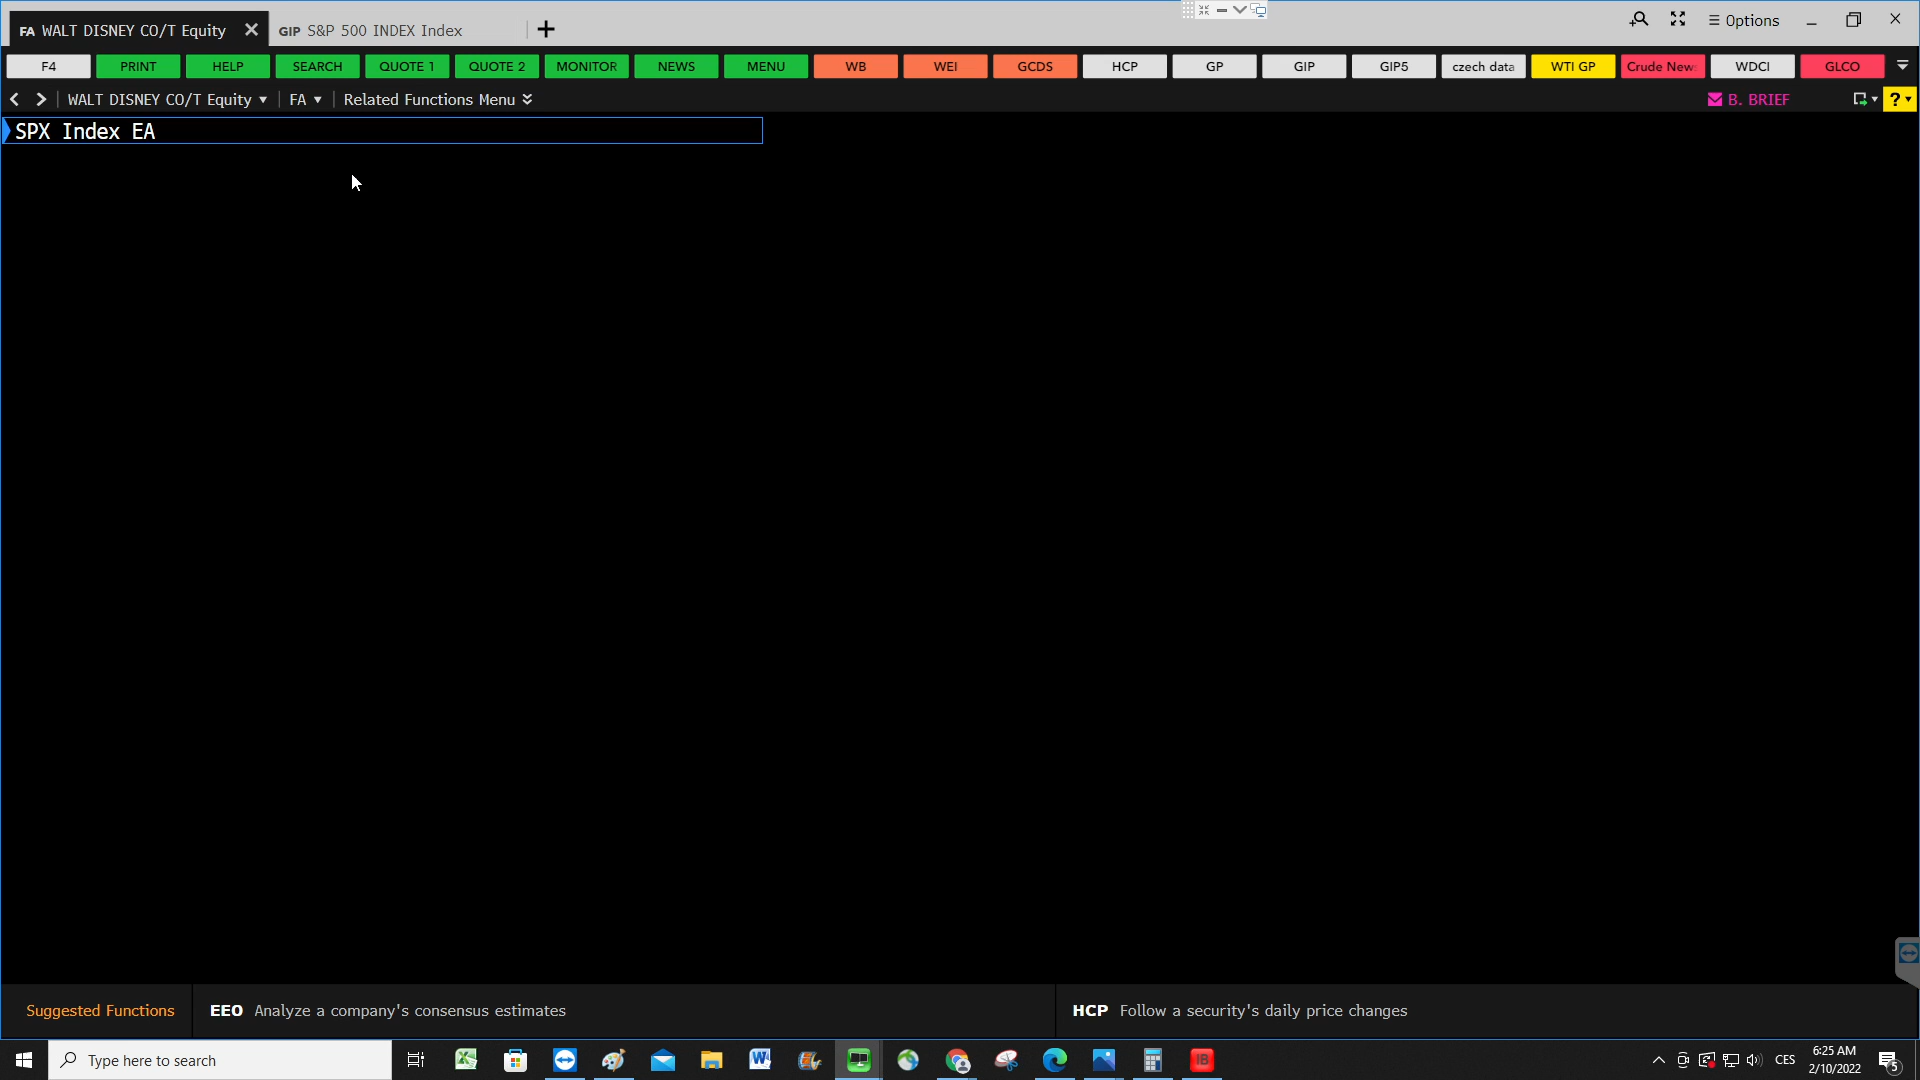 FA WALT DISNEY CO/T Equity
GIP S&P 500 INDEX Index
Options
F4 PRINT HELP SEARCH QUOTE 1 QUOTE 2 MONITOR NEWS MENU WB WEI GCDS HCP GP GIP GIP5 czech data WTI GP Crude New WDCI GLCO
WALT DISNEY CO/T Equity FA Related Functions Menu B. BRIEF ?
SPX Index EA
Suggested Functions EEO Analyze a company's consensus estimates HCP Follow a security's daily price changes
Type here to search
IB
CES
6:25 AM
2/10/2022
5